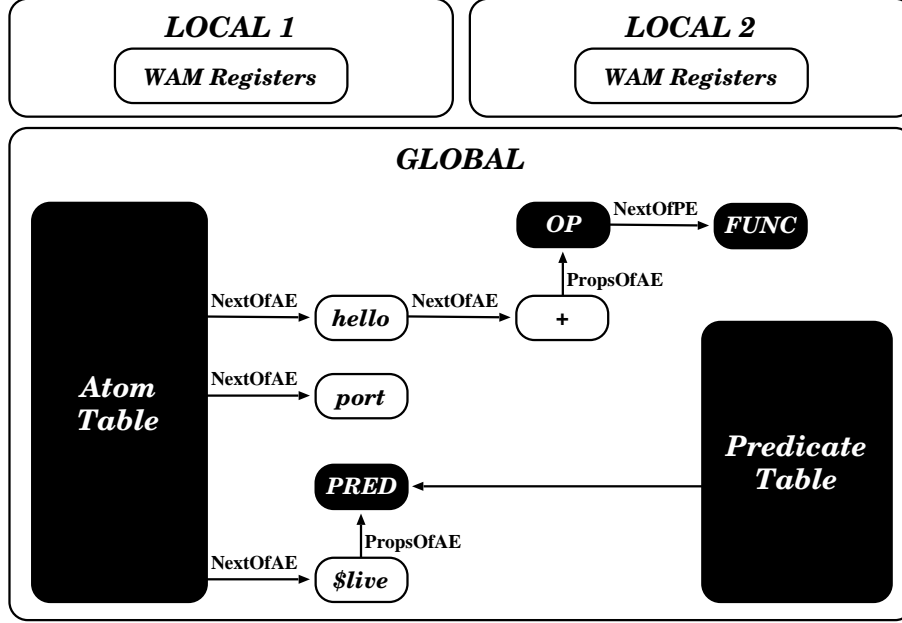 LOCAL 1
WAM Registers
LOCAL 2
WAM Registers
GLOBAL
OP
NextOfPE
FUNC
PropsOfAE
NextOfAE
hello
NextOfAE
+
Atom
Table
NextOfAE
port
Predicate
Table
PRED
PropsOfAE
NextOfAE
$live